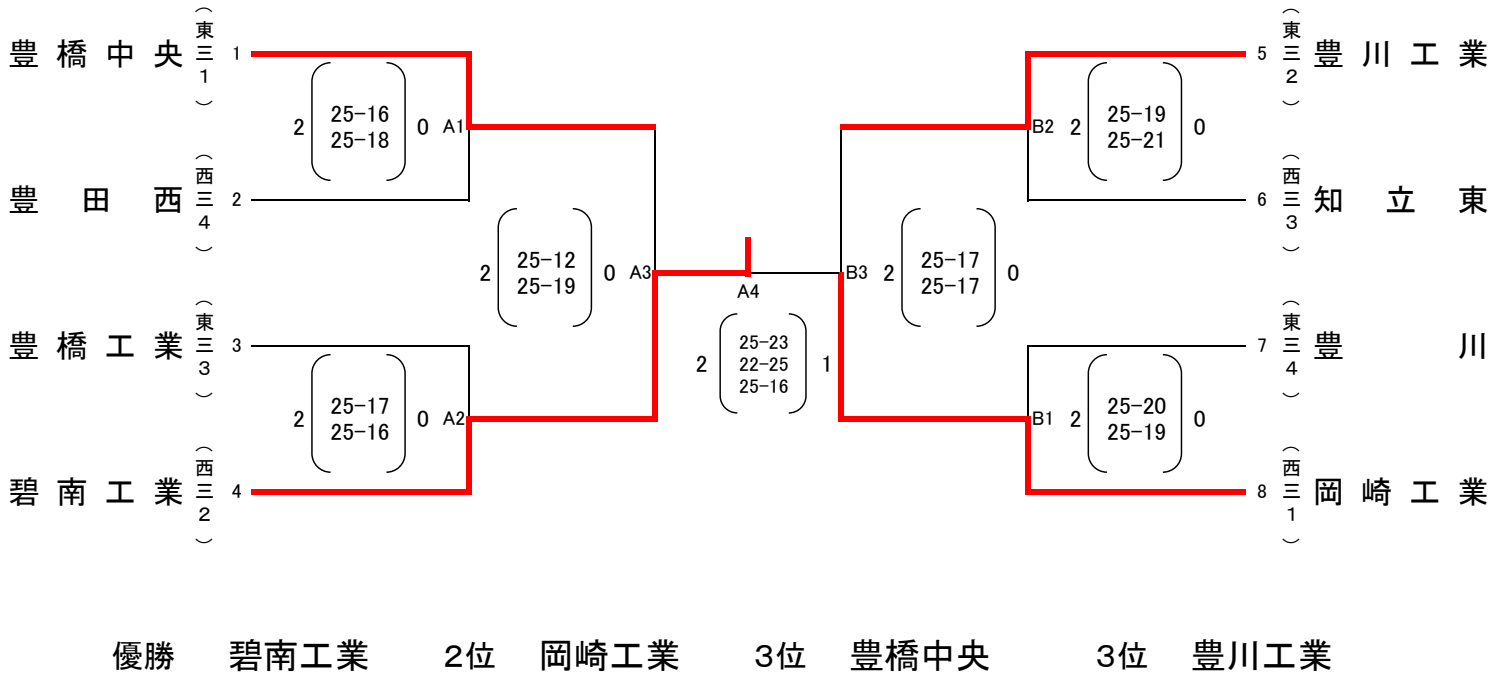 豊橋中央 （東三1） 1
2 25-16 0 A1
25-18
豊田西 （西三4） 2
2 25-12 0 A3
25-19
豊橋工業 （東三3） 3
2 25-17 0 A2
25-16
碧南工業 （西三2） 4
A4
2 25-23 1
22-25
25-16
5 （東三2） 豊川工業
B2 2 25-19 0
25-21
6 （西三3） 知立東
B3 2 25-17 0
25-17
7 （東三4） 豊川
B1 2 25-20 0
25-19
8 （西三1） 岡崎工業
優勝 碧南工業 2位 岡崎工業 3位 豊橋中央 3位 豊川工業